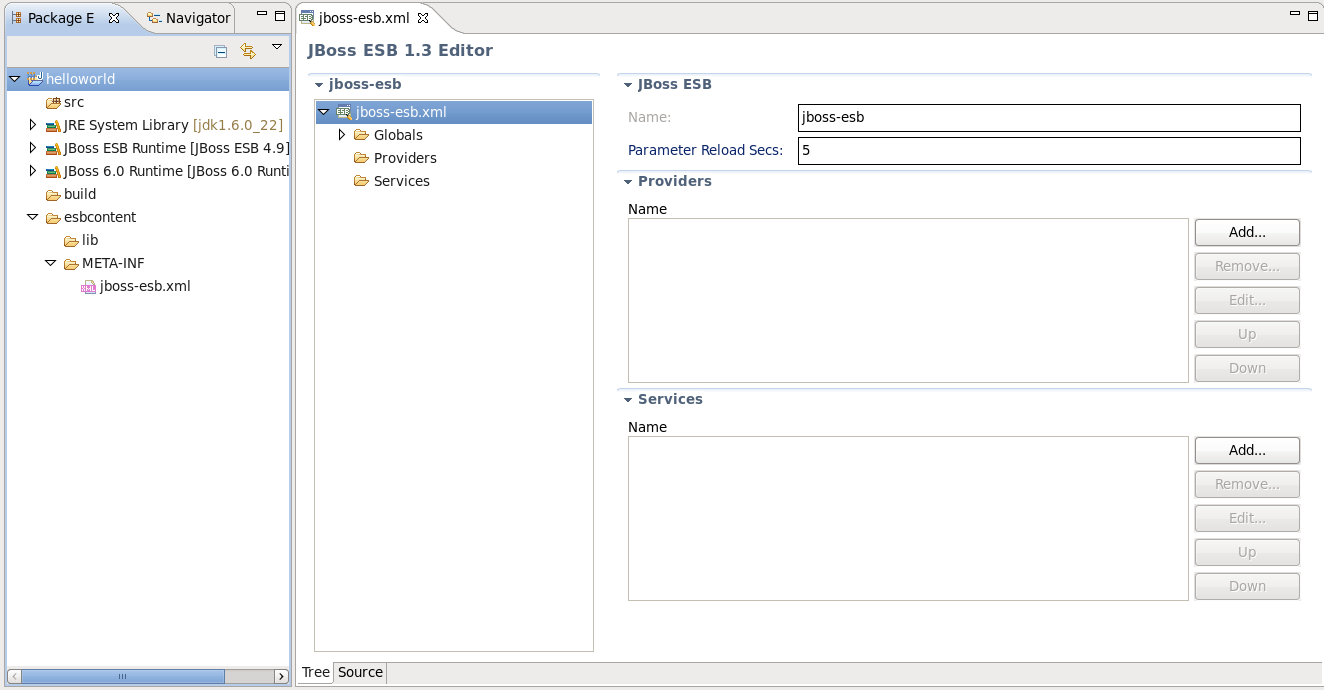 Package E
Navigator
helloworld
src
JRE System Library [jdk1.6.0_22]
JBoss ESB Runtime [JBoss ESB 4.9]
JBoss 6.0 Runtime [JBoss 6.0 Runti
build
esbcontent
lib
META-INF
jboss-esb.xml
jboss-esb.xml
JBoss ESB 1.3 Editor
jboss-esb
jboss-esb.xml
Globals
Providers
Services
JBoss ESB
Name: jboss-esb
Parameter Reload Secs: 5
Providers
Name
Add...
Remove...
Edit...
Up
Down
Services
Name
Add...
Remove...
Edit...
Up
Down
Tree Source